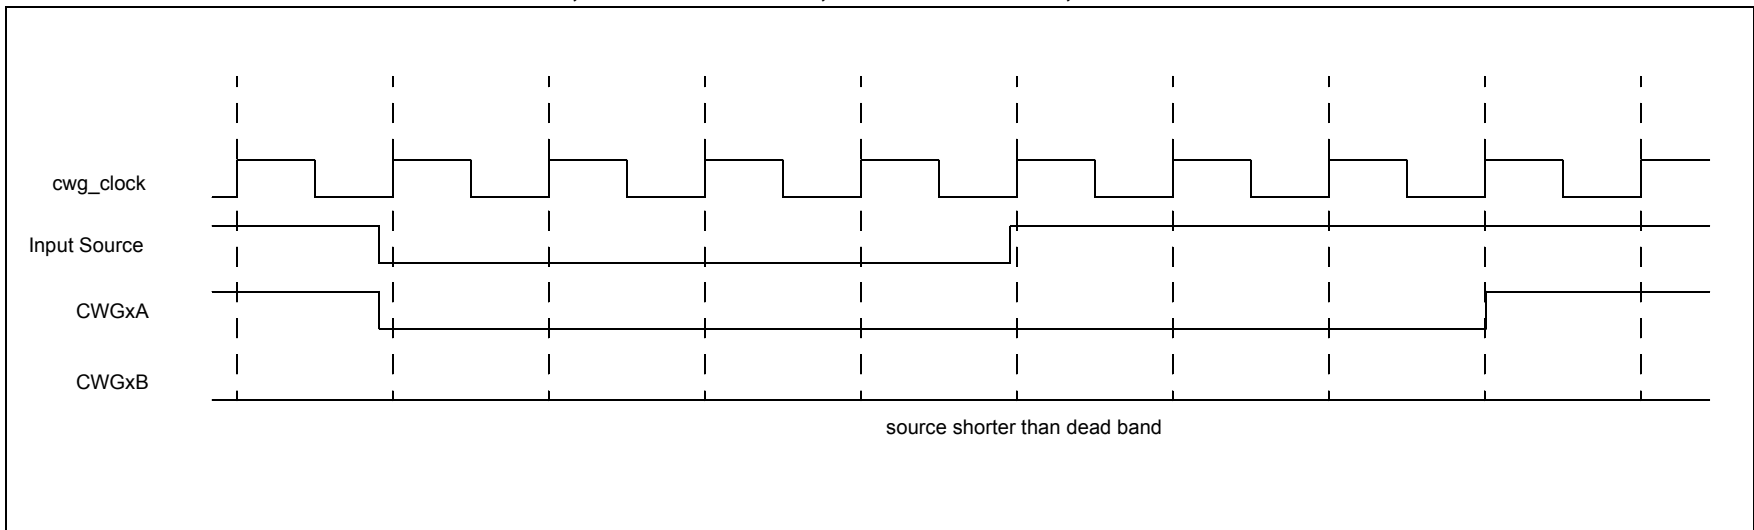 cwg_clock
Input Source
CWGxA
CWGxB
source shorter than dead band